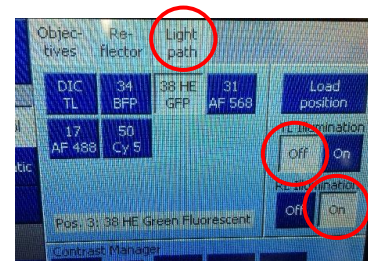 Objec- Re- Light
tives flector path
DIC 34 38 HE 31 Load
TL BFP GFP AF 568 position
17 50 TL Illumination
AF 488 Cy 5 Off On
RL Illumination
Pos. 3: 38 HE Green Fluorescent Off On
Contrast Manager